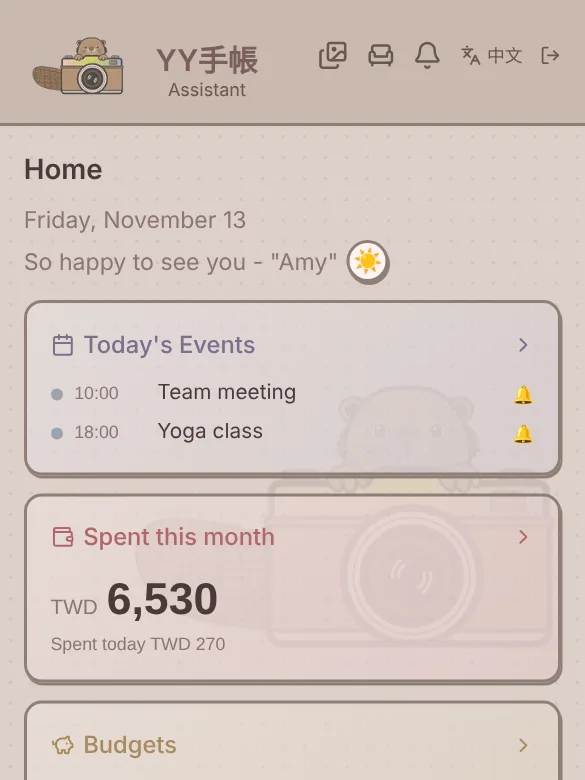 YY手帳
Assistant
中文
Home
Friday, November 13
So happy to see you - "Amy"
Today's Events
10:00 Team meeting
18:00 Yoga class
Spent this month
TWD 6,530
Spent today TWD 270
Budgets